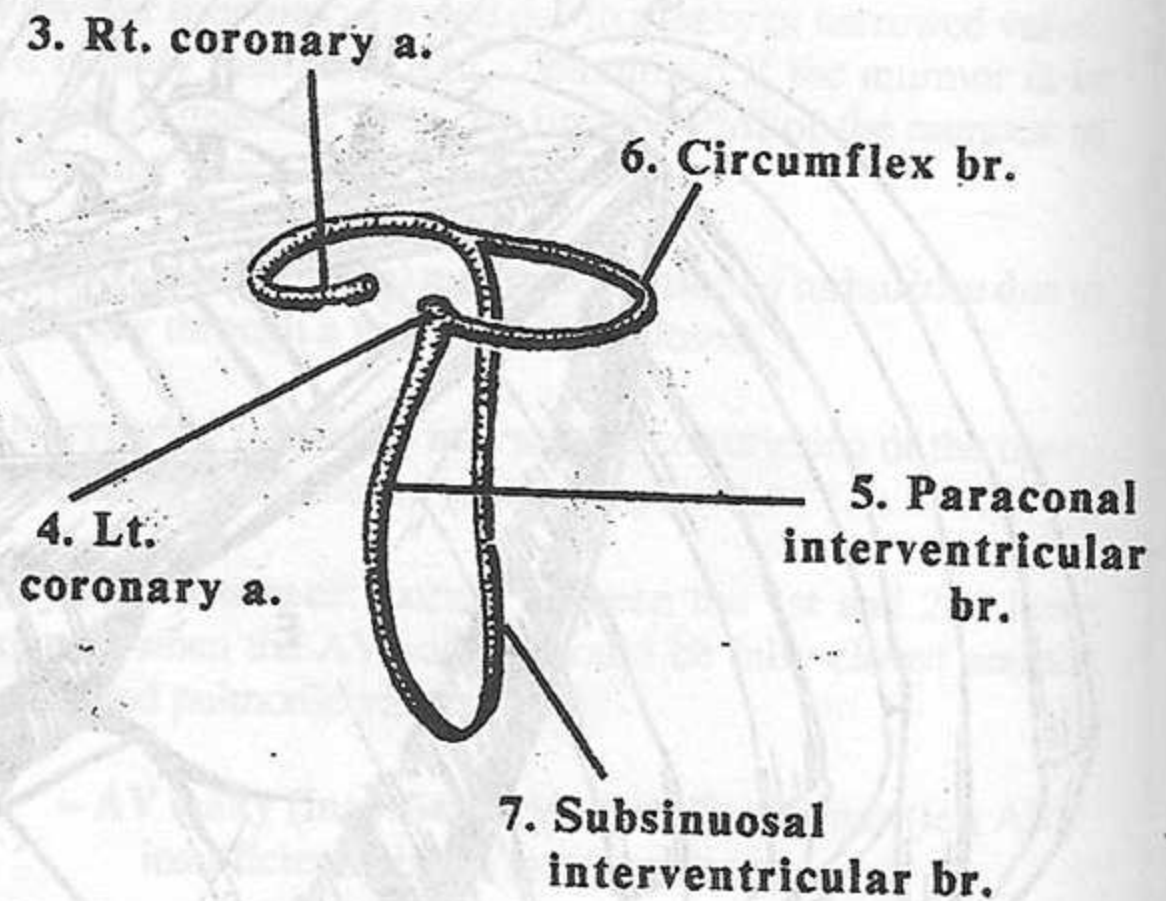 3. Rt. coronary a.
6. Circumflex br.
4. Lt.
coronary a.
5. Paraconal
interventricular
br.
7. Subsinuosal
interventricular br.